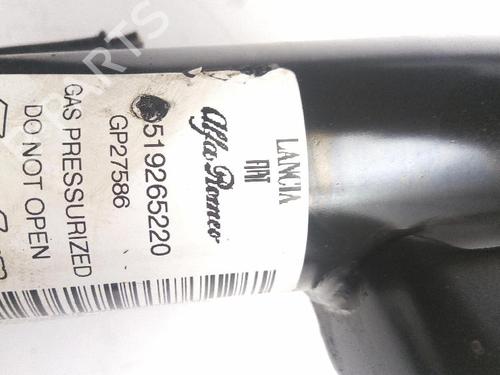 LANCIA
FIAT
Alfa Romeo
519265220
GP27586
GAS PRESSURIZED
DO NOT OPEN